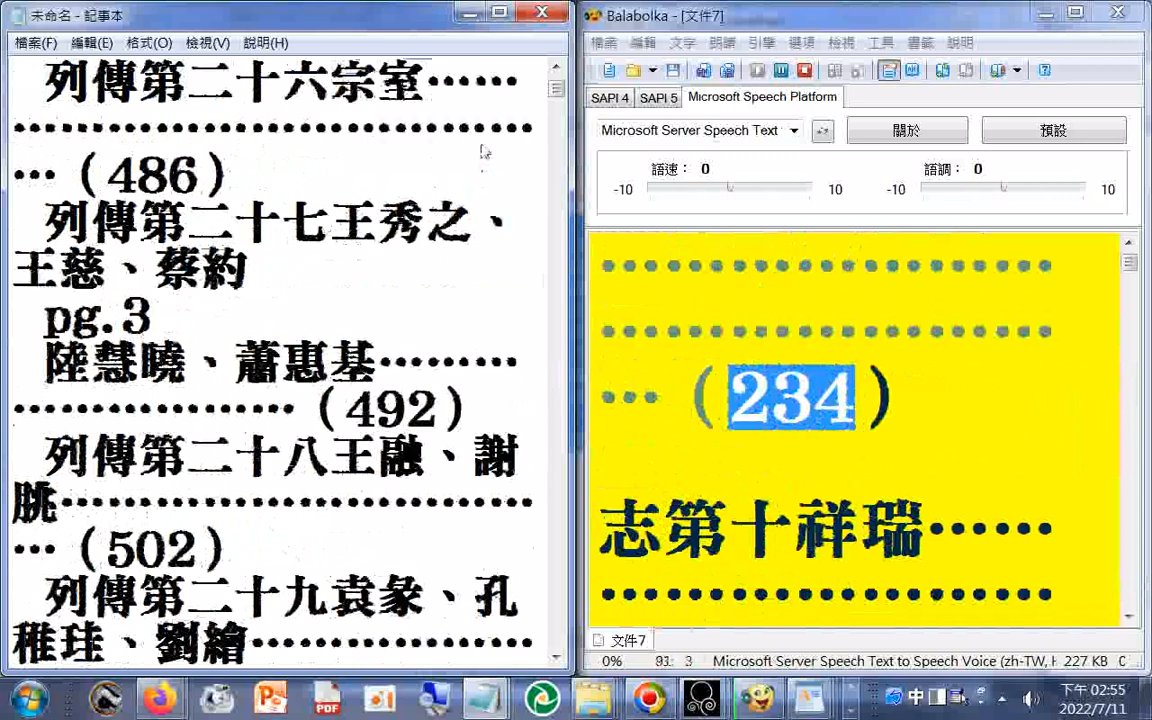 未命名 - 記事本
檔案(F) 編輯(E) 格式(O) 檢視(V) 說明(H)
列傳第二十六宗室⋯⋯
⋯⋯⋯⋯⋯⋯⋯⋯⋯⋯⋯
⋯(486)
列傳第二十七王秀之、
王慈、蔡約
pg.3
陸慧曉、蕭惠基⋯⋯⋯
⋯⋯⋯⋯⋯⋯(492)
列傳第二十八王融、謝
朓⋯⋯⋯⋯⋯⋯⋯⋯⋯⋯
⋯(502)
列傳第二十九袁彖、孔
稚珪、劉繪⋯⋯⋯⋯⋯⋯
Balabolka - [文件7]
檔案 編輯 文字 朗讀 引擎 選項 檢視 工具 書籤 說明
SAPI 4 SAPI 5 Microsoft Speech Platform
Microsoft Server Speech Text 關於 預設
語速: 0 語調: 0
-10 10 -10 10
⋯⋯⋯⋯⋯⋯⋯
⋯⋯⋯⋯⋯⋯⋯
⋯(234)
志第十祥瑞⋯⋯
⋯⋯⋯⋯⋯⋯⋯
文件7
0% 93: 3 Microsoft Server Speech Text to Speech Voice (zh-TW, H 227 KB C
中 下午 02:55
2022/7/11